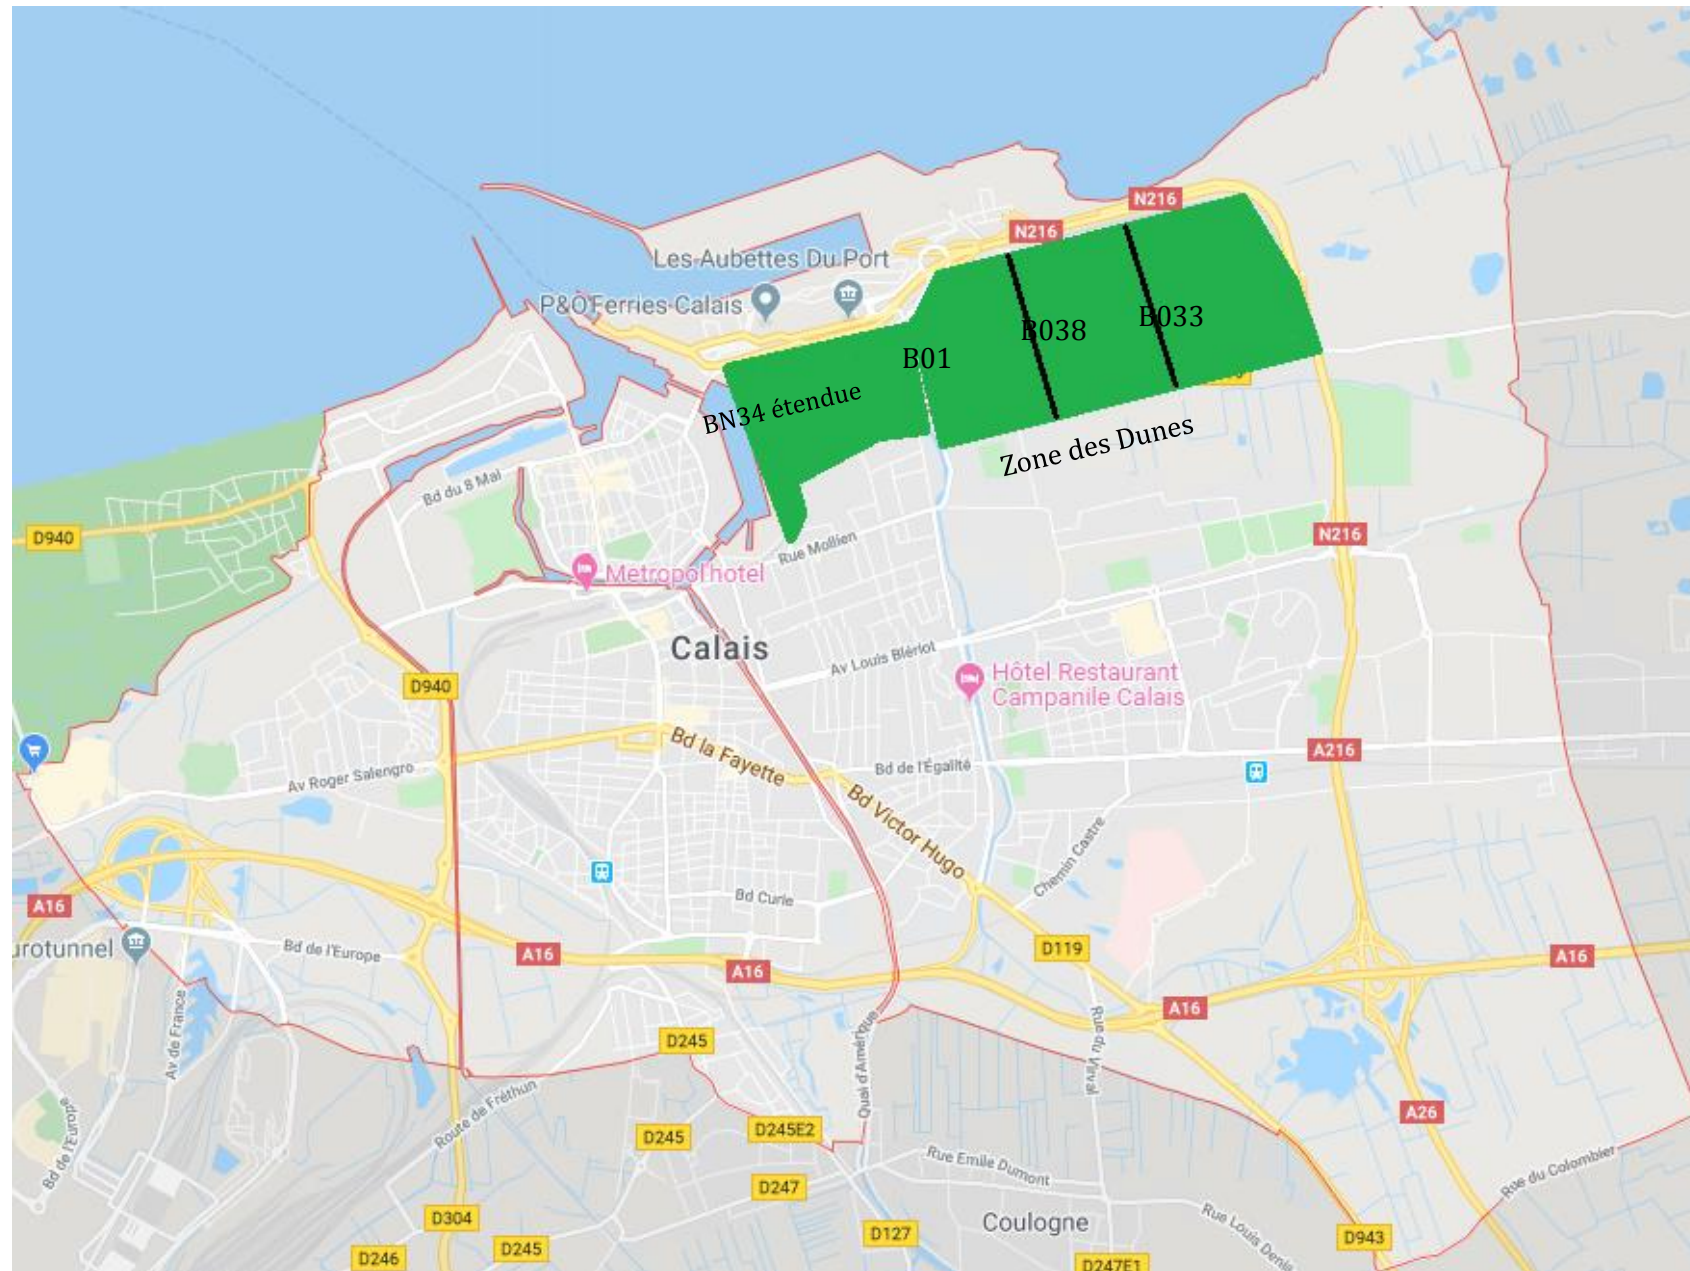 N216
N216
Les Aubettes Du Port
P&O Ferries Calais
B033
B038
B01
BN34 étendue
Zone des Dunes
Bd du 8 Mai
D940
N216
Rue Mollien
Metropol hotel
Calais
Av Louis Blériot
Hôtel Restaurant
Campanile Calais
D940
Bd la Fayette
A216
Bd de l'Égalité
Av Roger Salengro
Bd Victor Hugo
Chemin Castre
Bd Curie
A16
urotunnel
Bd de l'Europe
A16
A16
D119
A16
A16
Av de France
Rue du Virval
D245
Quai d'Amérique
A26
Route de Fréthun
Bd de l'Europe
D245
D245E2
Rue Emile Dumont
Rue du Colombier
D247
D304
Coulogne
Rue Louis Denis
D127
D943
D246
D245
D247E1